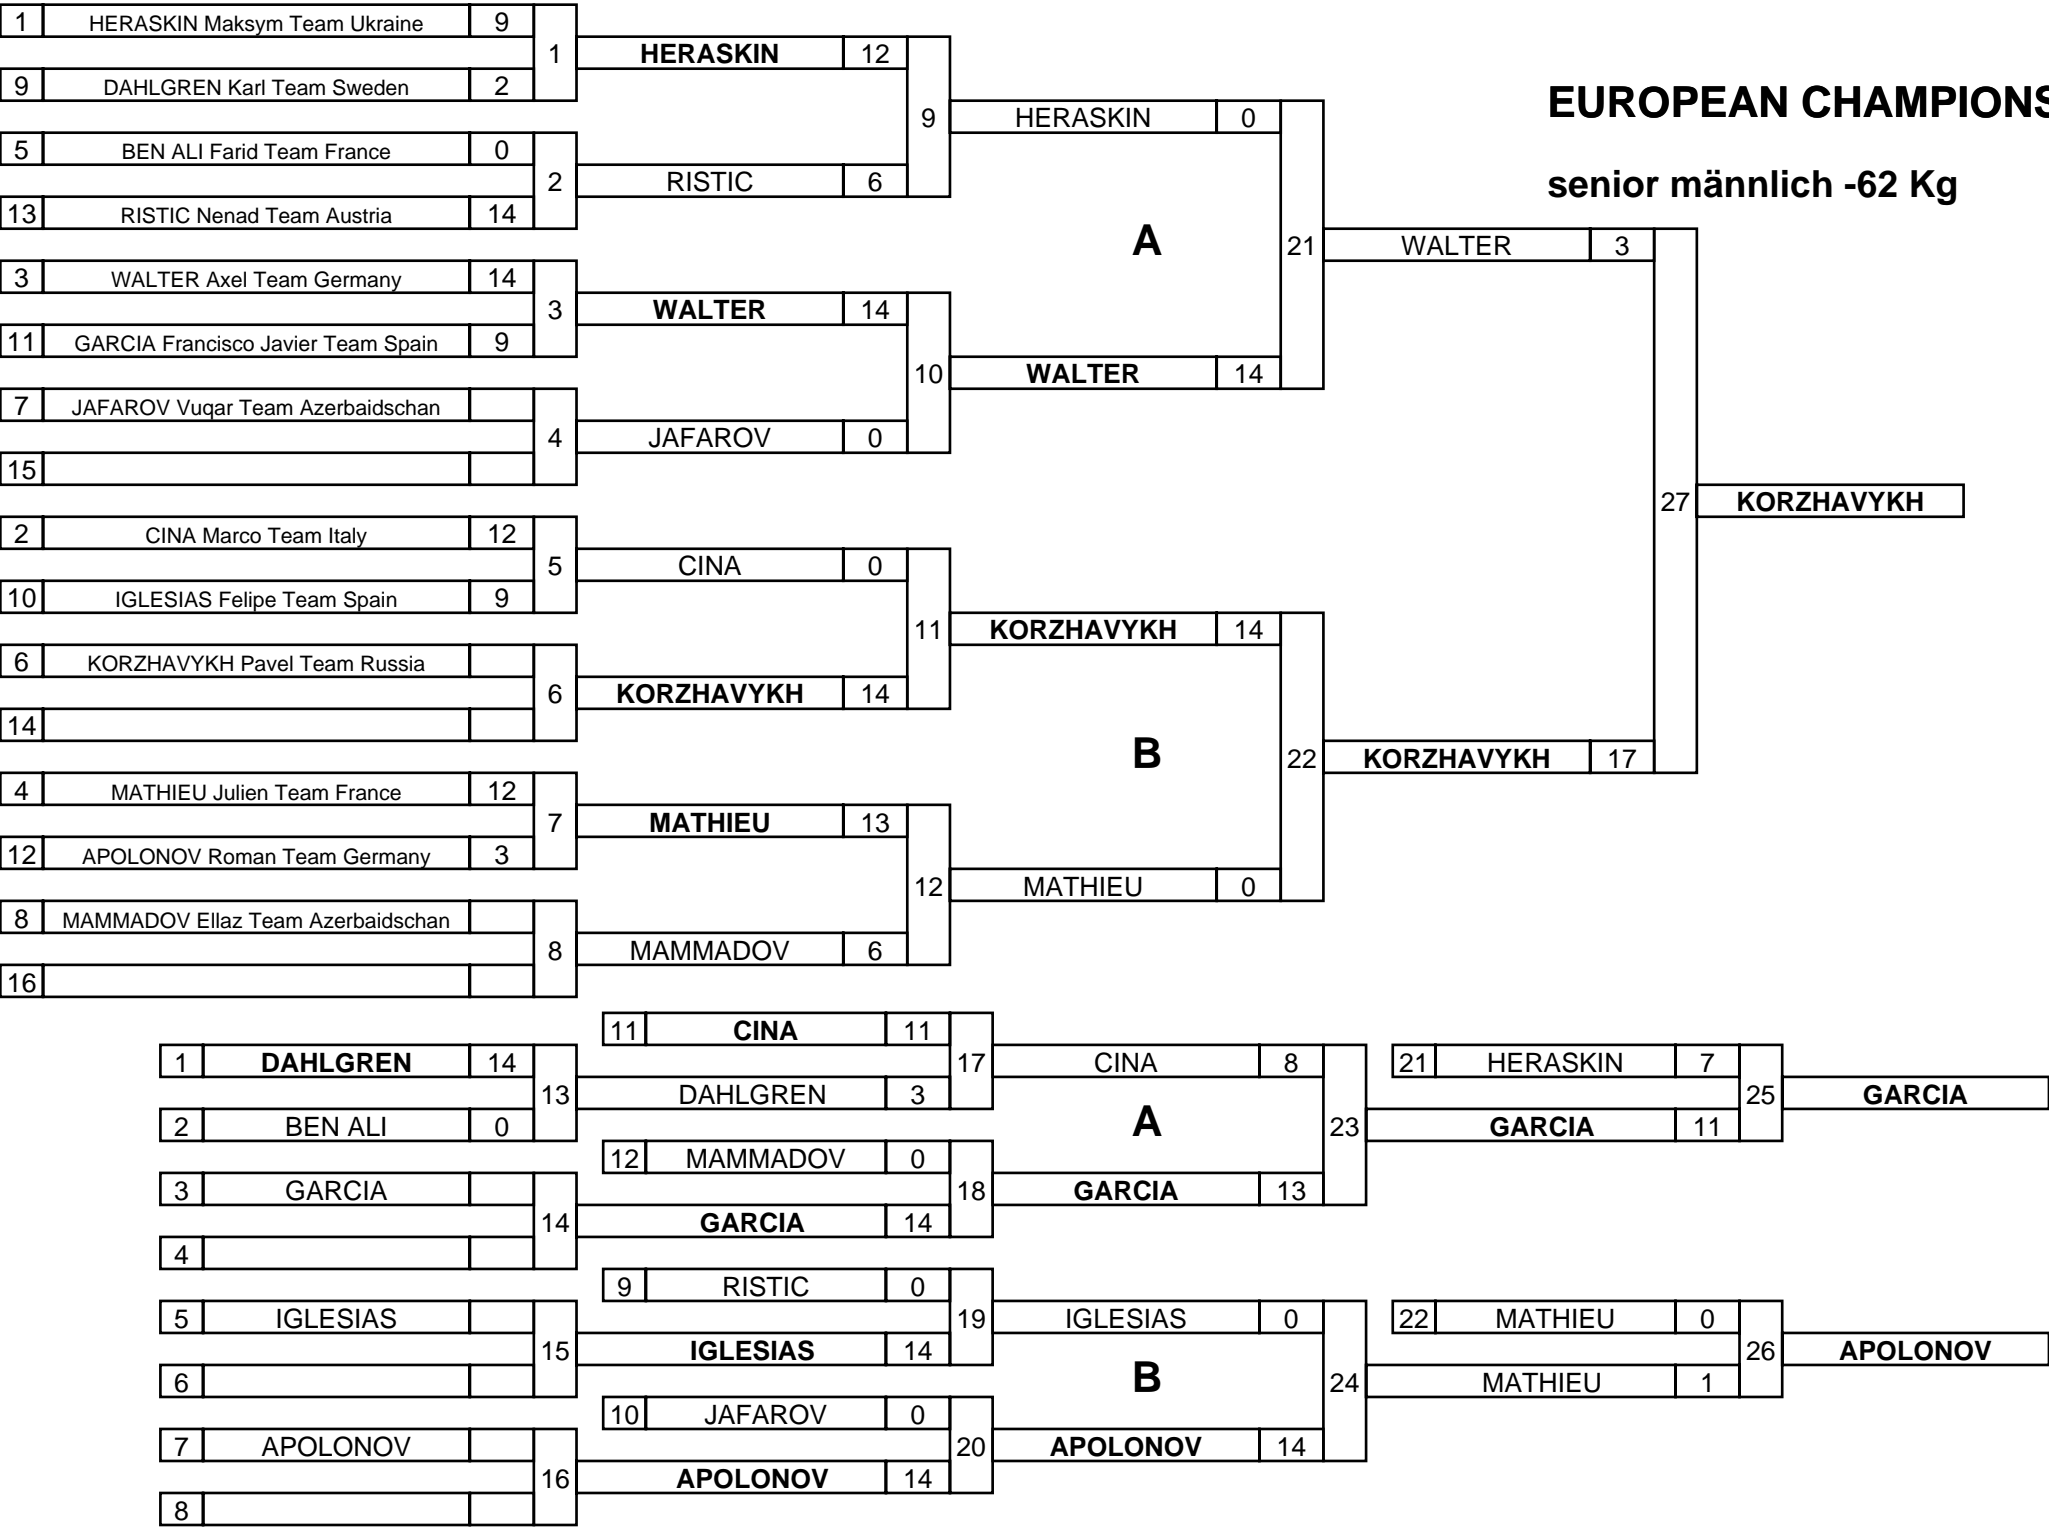 1 HERASKIN Maksym Team Ukraine 9
1 HERASKIN 12
9 DAHLGREN Karl Team Sweden 2
EUROPEAN CHAMPIONS
9 HERASKIN 0
5 BEN ALI Farid Team France 0
2 RISTIC 6
senior männlich -62 Kg
13 RISTIC Nenad Team Austria 14
A 21 WALTER 3
3 WALTER Axel Team Germany 14
3 WALTER 14
11 GARCIA Francisco Javier Team Spain 9
10 WALTER 14
7 JAFAROV Vuqar Team Azerbaidschan
4 JAFAROV 0
15
27 KORZHAVYKH
2 CINA Marco Team Italy 12
5 CINA 0
10 IGLESIAS Felipe Team Spain 9
11 KORZHAVYKH 14
6 KORZHAVYKH Pavel Team Russia
6 KORZHAVYKH 14
14
B 22 KORZHAVYKH 17
4 MATHIEU Julien Team France 12
7 MATHIEU 13
12 APOLONOV Roman Team Germany 3
12 MATHIEU 0
8 MAMMADOV Ellaz Team Azerbaidschan
8 MAMMADOV 6
16
11 CINA 11
1 DAHLGREN 14 17 CINA 8 21 HERASKIN 7
13 DAHLGREN 3 25 GARCIA
2 BEN ALI 0 A 23 GARCIA 11
12 MAMMADOV 0
3 GARCIA 18 GARCIA 13
14 GARCIA 14
4
9 RISTIC 0
5 IGLESIAS 19 IGLESIAS 0 22 MATHIEU 0
15 IGLESIAS 14 26 APOLONOV
6 B 24 MATHIEU 1
10 JAFAROV 0
7 APOLONOV 20 APOLONOV 14
16 APOLONOV 14
8